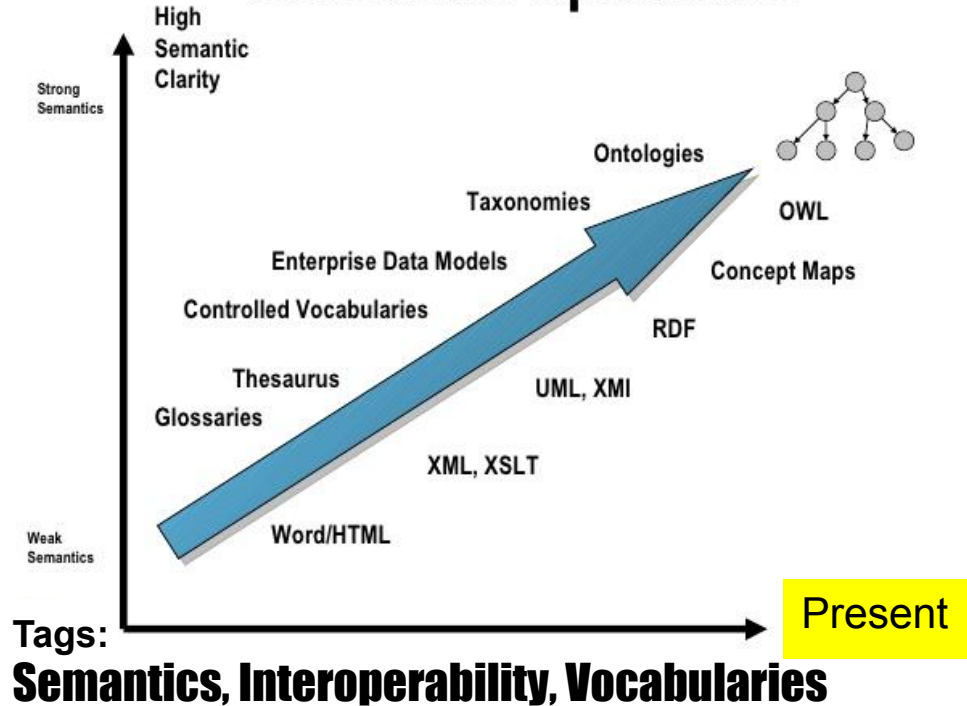 High
Semantic
Clarity
Strong
Semantics
Ontologies
Taxonomies
OWL
Enterprise Data Models
Concept Maps
Controlled Vocabularies
RDF
Thesaurus
UML, XMI
Glossaries
XML, XSLT
Word/HTML
Weak
Semantics
Present
Tags:
Semantics, Interoperability, Vocabularies